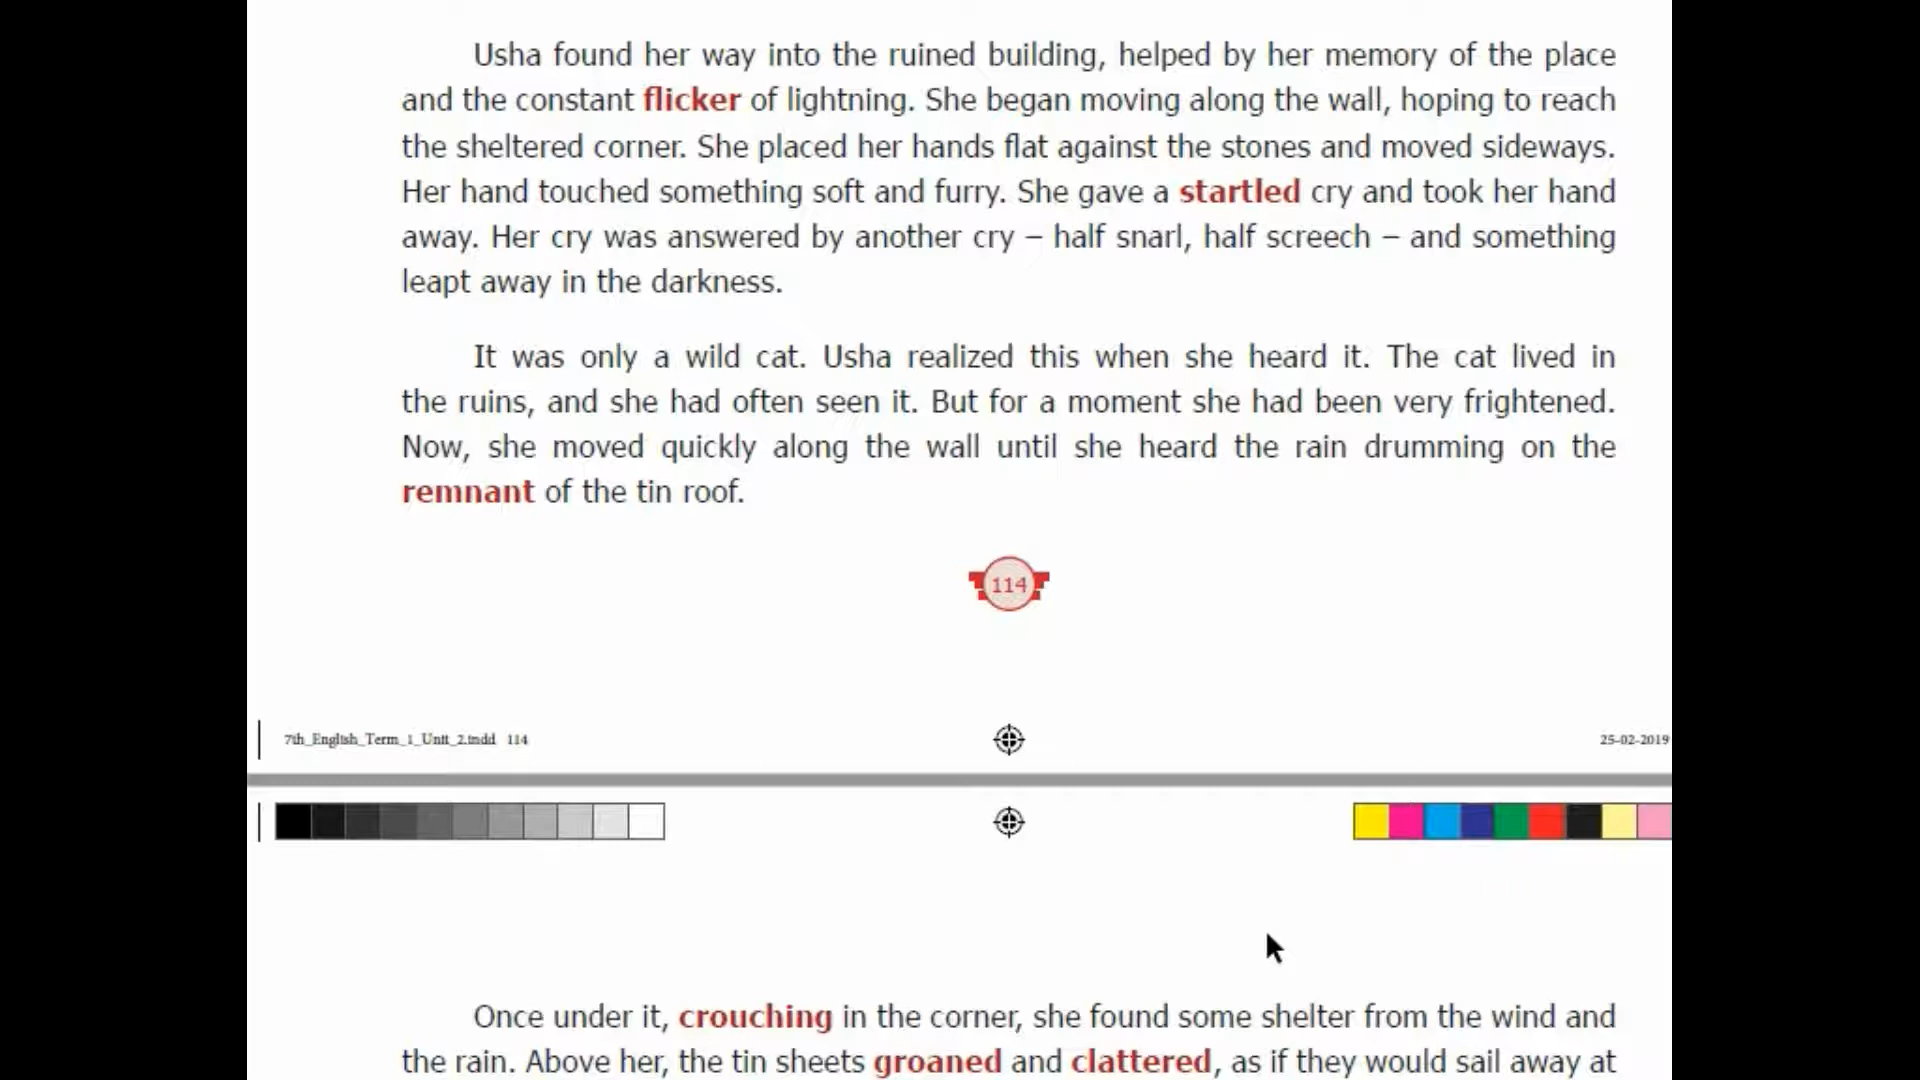 Usha found her way into the ruined building, helped by her memory of the place
and the constant flicker of lightning. She began moving along the wall, hoping to reach
the sheltered corner. She placed her hands flat against the stones and moved sideways.
Her hand touched something soft and furry. She gave a startled cry and took her hand
away. Her cry was answered by another cry – half snarl, half screech – and something
leapt away in the darkness.
It was only a wild cat. Usha realized this when she heard it. The cat lived in
the ruins, and she had often seen it. But for a moment she had been very frightened.
Now, she moved quickly along the wall until she heard the rain drumming on the
remnant of the tin roof.
114
7th_English_Term_1_Unit_2.indd 114
25-02-2019
Once under it, crouching in the corner, she found some shelter from the wind and
the rain. Above her, the tin sheets groaned and clattered, as if they would sail away at